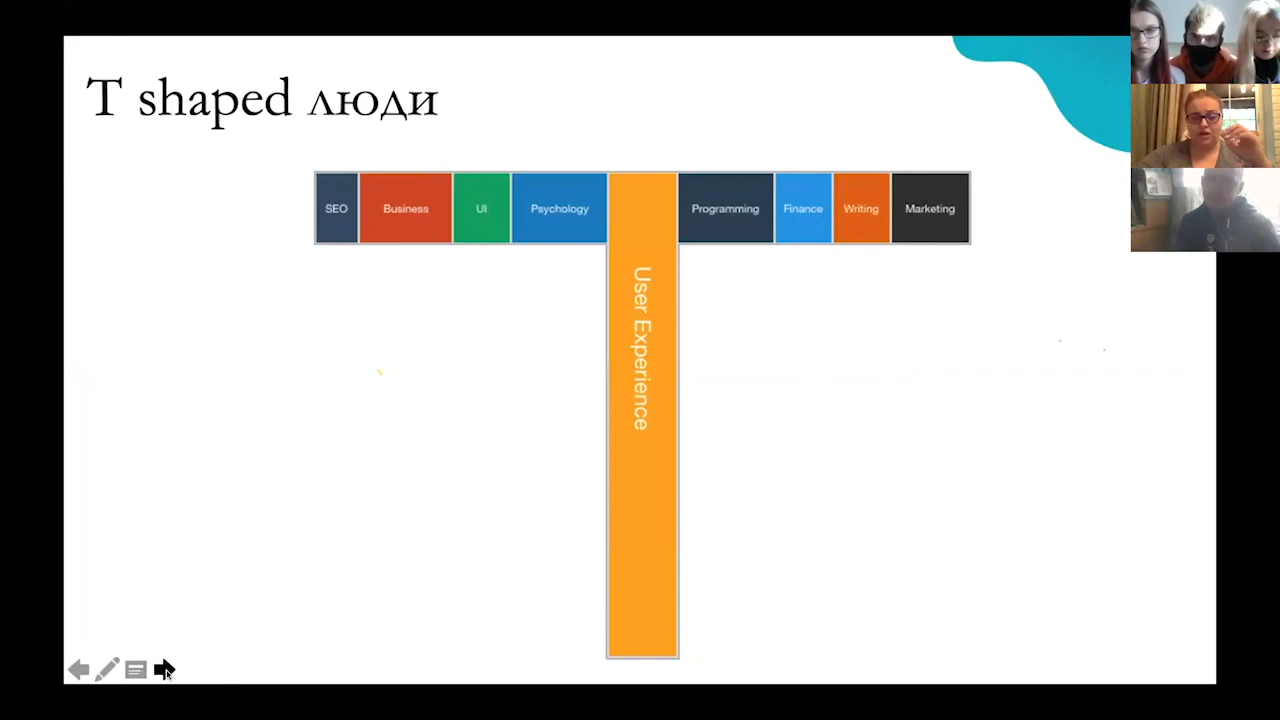 T shaped люди
SEO
Business
UI
Psychology
Programming
Finance
Writing
Marketing
User Experience